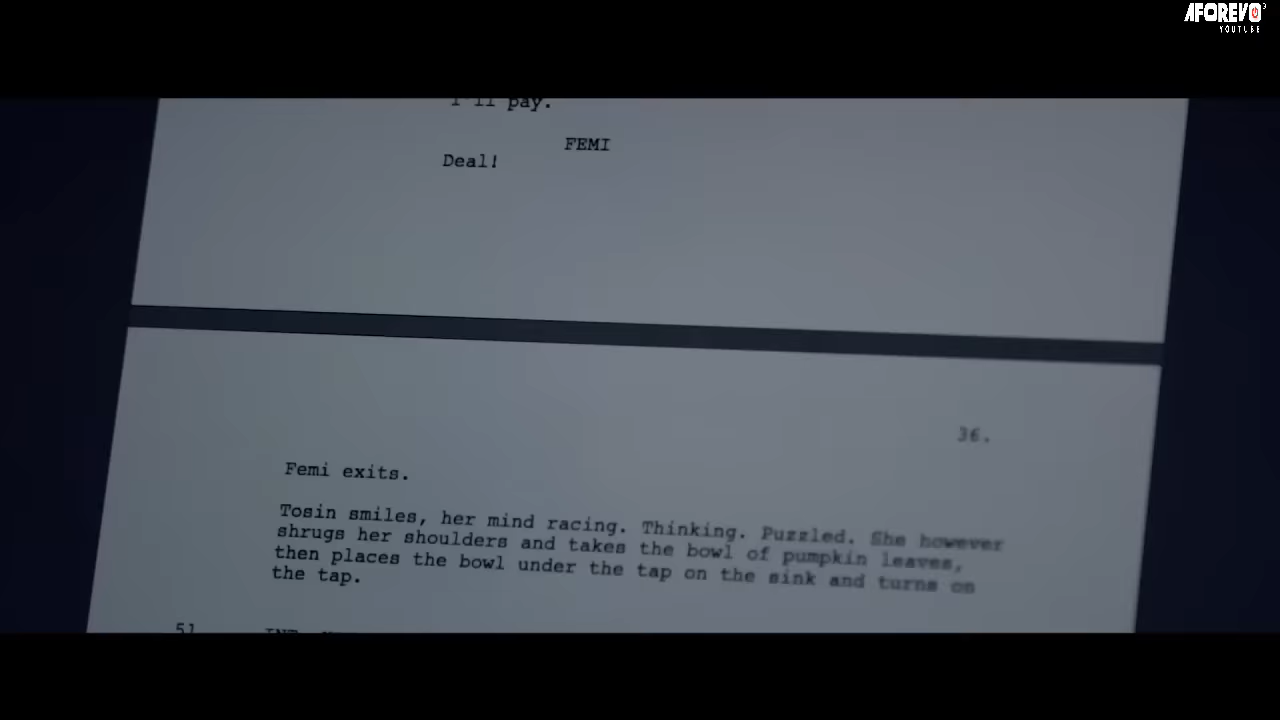 AFOREVO
YOUTUBE
I'll pay.
FEMI
Deal!
36.
Femi exits.
Tosin smiles, her mind racing. Thinking. Puzzled. She however
shrugs her shoulders and takes the bowl of pumpkin leaves,
then places the bowl under the tap on the sink and turns on
the tap.
51
INT.